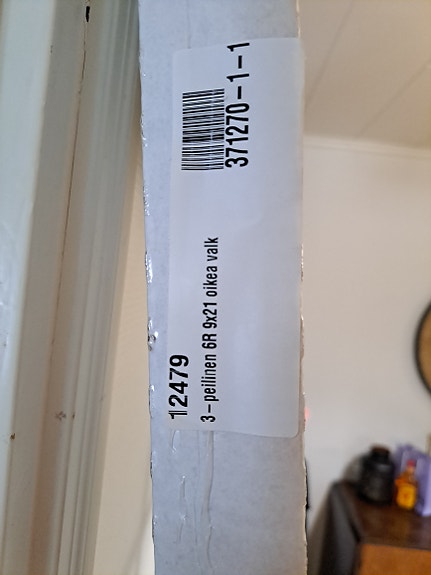 371270-1-1
12479
3-peilinen 6R 9x21 oikea valk